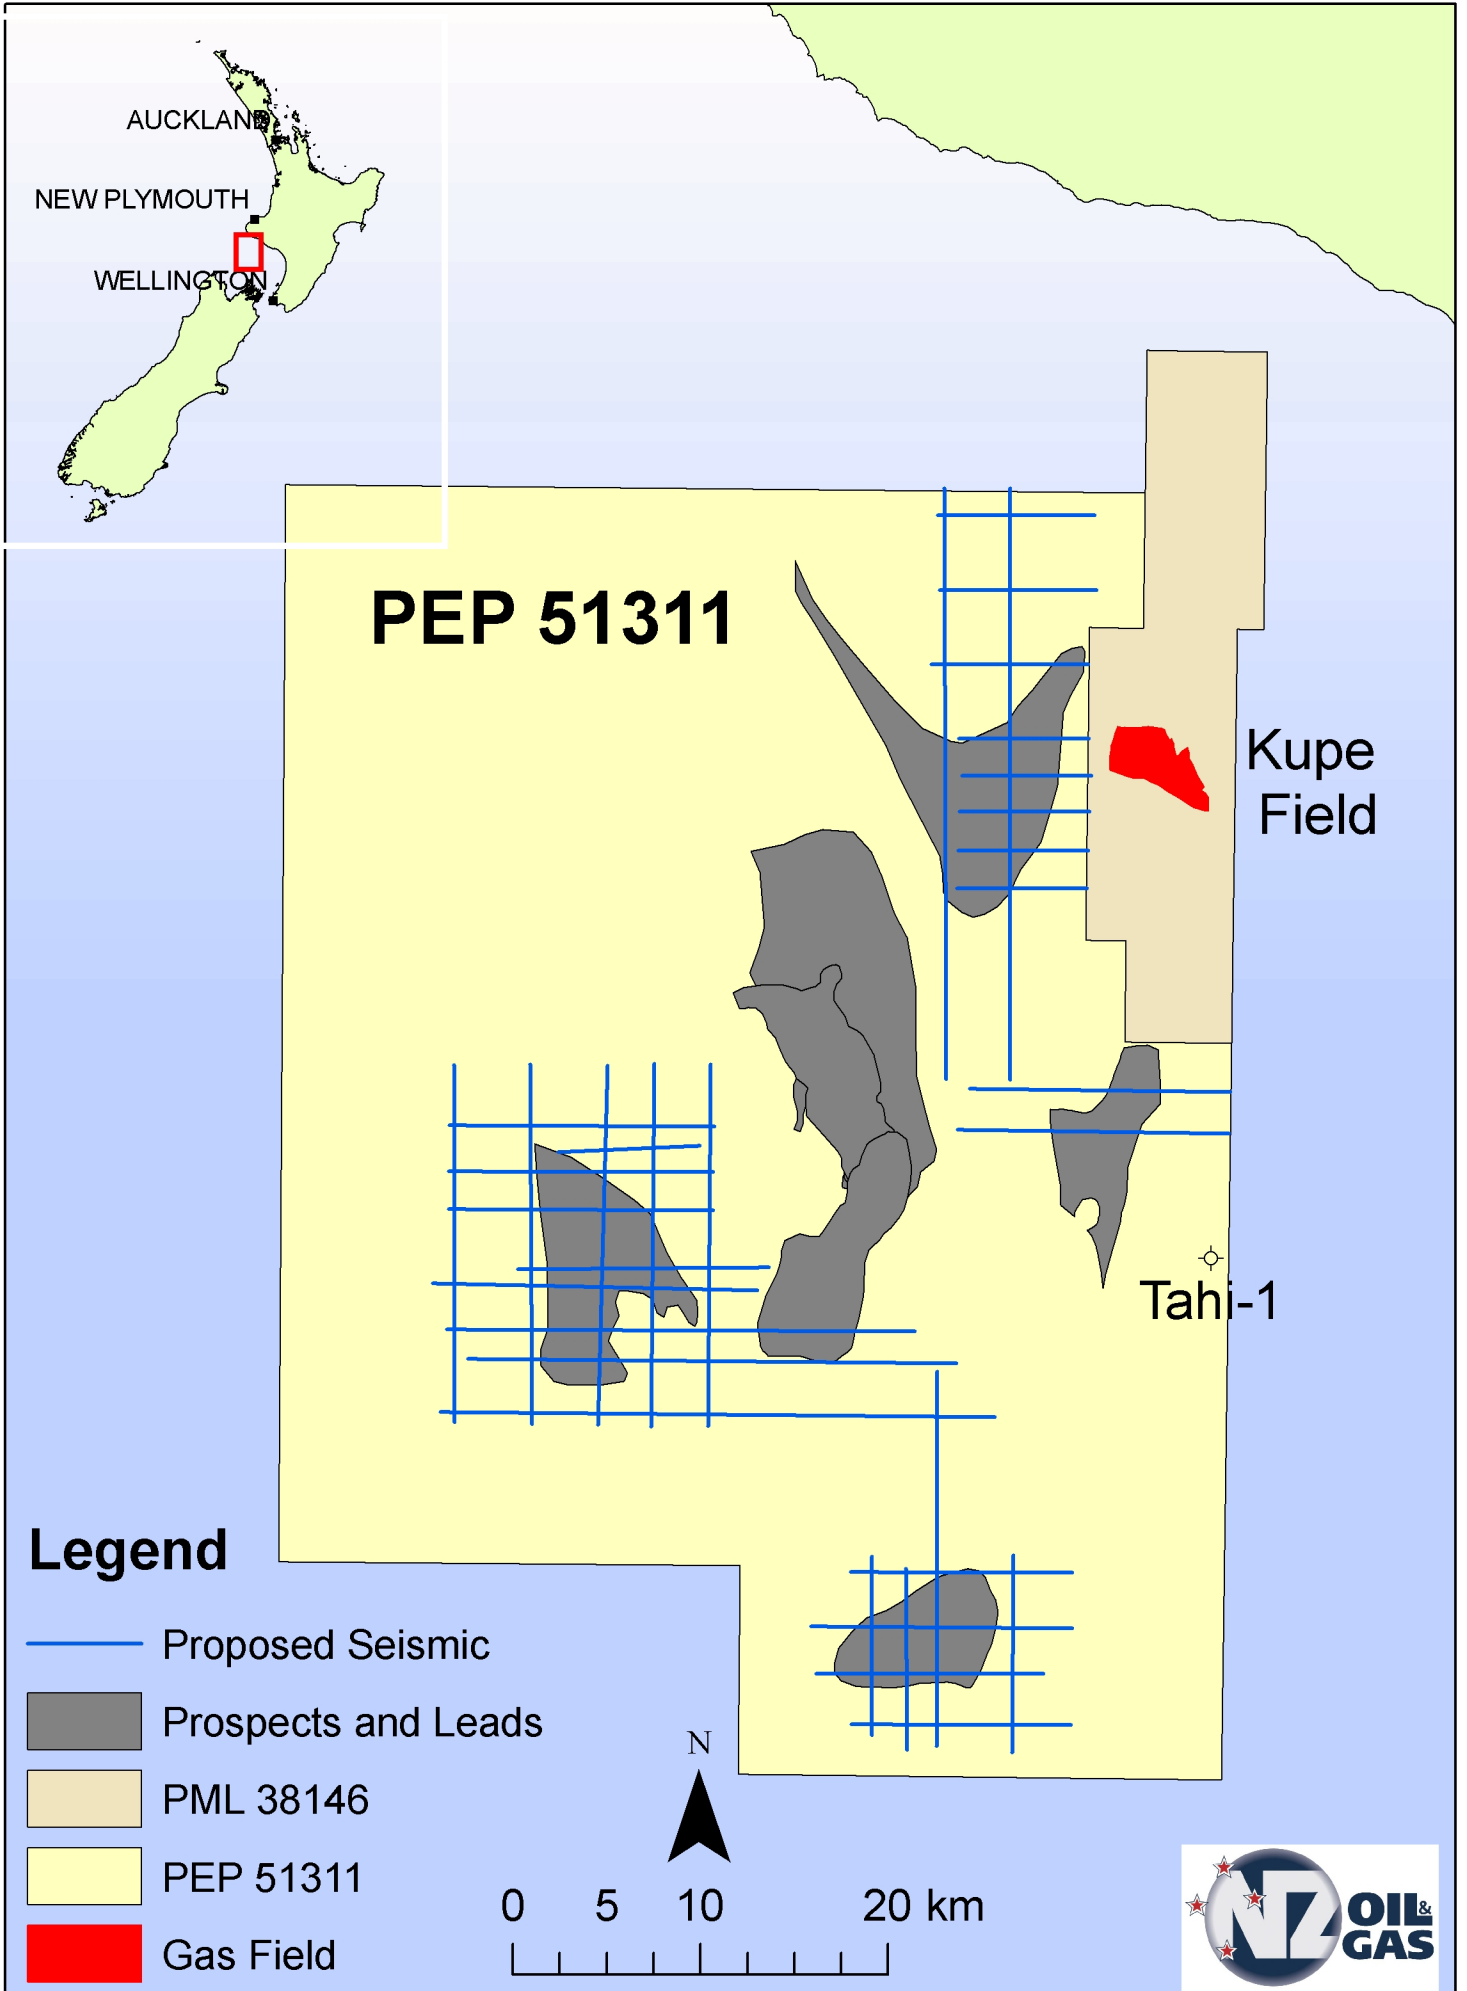 AUCKLAND
NEW PLYMOUTH
WELLINGTON
PEP 51311
Kupe
Field
Tahi-1
Legend
Proposed Seismic
Prospects and Leads
PML 38146
PEP 51311
Gas Field
N
0 5 10 20 km
NZ OIL &
GAS